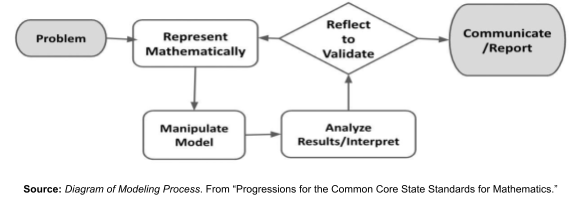 Problem
Represent
Mathematically
Reflect
to
Validate
Communicate
/Report
Manipulate
Model
Analyze
Results/Interpret
Source: Diagram of Modeling Process. From “Progressions for the Common Core State Standards for Mathematics.”